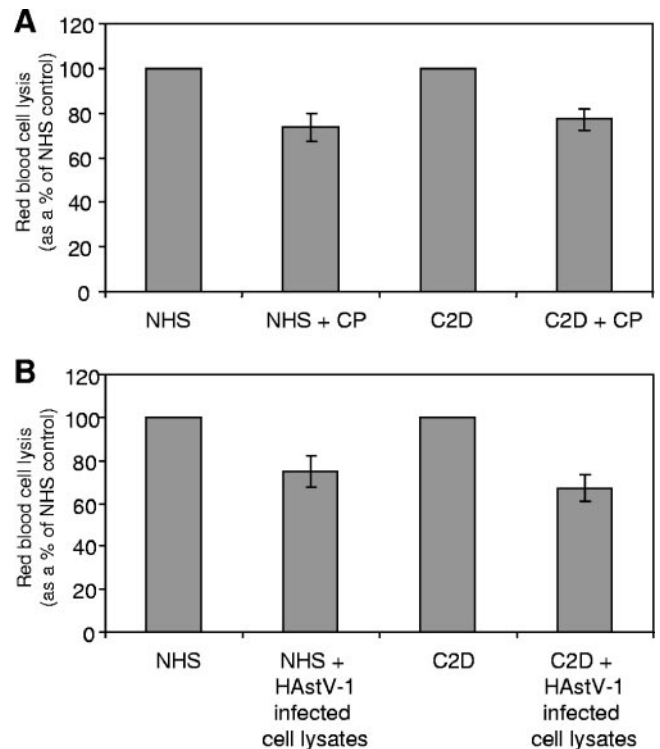 A
Red blood cell lysis
(as a % of NHS control)
120
100
80
60
40
20
0
NHS
NHS + CP
C2D
C2D + CP
B
Red blood cell lysis
(as a % of NHS control)
120
100
80
60
40
20
0
NHS
NHS +
HAstV-1
infected
cell lysates
C2D
C2D +
HAstV-1
infected
cell lysates